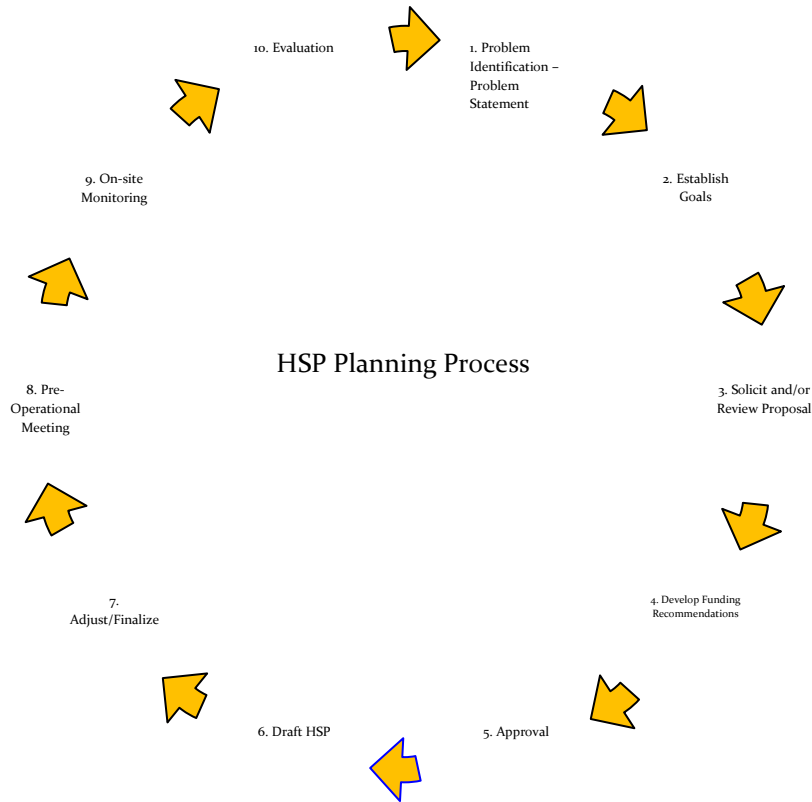 10. Evaluation
1. Problem
Identification –
Problem
Statement
2. Establish
Goals
3. Solicit and/or
Review Proposal
4. Develop Funding
Recommendations
5. Approval
6. Draft HSP
7.
Adjust/Finalize
8. Pre-
Operational
Meeting
9. On-site
Monitoring
HSP Planning Process